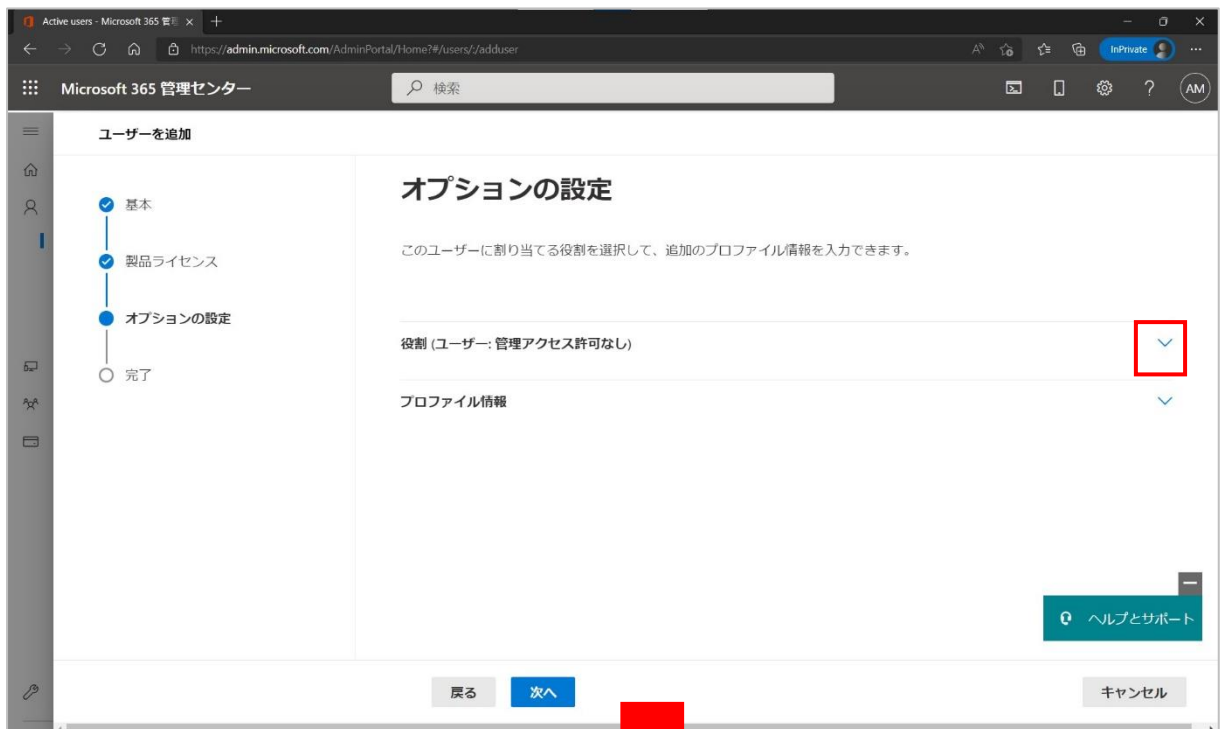 Active users - Microsoft 365 管理
https://admin.microsoft.com/AdminPortal/Home?#/users/:/adduser
InPrivate
Microsoft 365 管理センター
検索
AM
ユーザーを追加
基本
製品ライセンス
オプションの設定
完了
オプションの設定
このユーザーに割り当てる役割を選択して、追加のプロファイル情報を入力できます。
役割 (ユーザー: 管理アクセス許可なし)
プロファイル情報
ヘルプとサポート
戻る
次へ
キャンセル